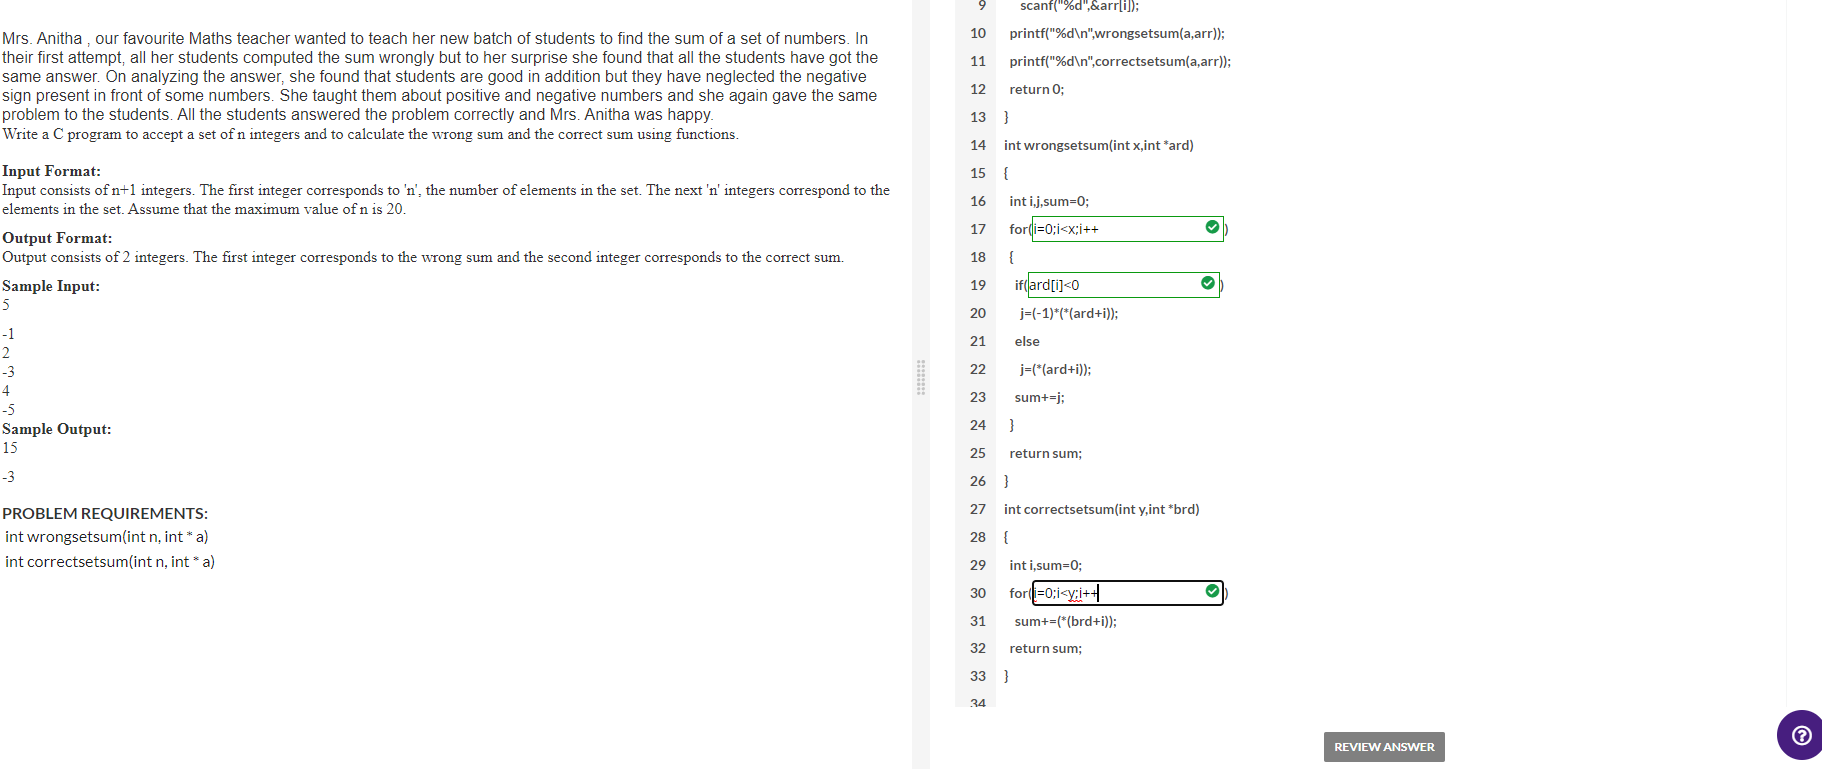 Mrs. Anitha , our favourite Maths teacher wanted to teach her new batch of students to find the sum of a set of numbers. In
their first attempt, all her students computed the sum wrongly but to her surprise she found that all the students have got the
same answer. On analyzing the answer, she found that students are good in addition but they have neglected the negative
sign present in front of some numbers. She taught them about positive and negative numbers and she again gave the same
problem to the students. All the students answered the problem correctly and Mrs. Anitha was happy.
Write a C program to accept a set of n integers and to calculate the wrong sum and the correct sum using functions.
Input Format:
Input consists of n+1 integers. The first integer corresponds to 'n', the number of elements in the set. The next 'n' integers correspond to the
elements in the set. Assume that the maximum value of n is 20.
Output Format:
Output consists of 2 integers. The first integer corresponds to the wrong sum and the second integer corresponds to the correct sum.
Sample Input:
5
-1
2
-3
4
-5
Sample Output:
15
-3
PROBLEM REQUIREMENTS:
int wrongsetsum(int n, int * a)
int correctsetsum(int n, int * a)
9 scanf("%d",&arr[i]);
10 printf("%d\n",wrongsetsum(a,arr));
11 printf("%d\n",correctsetsum(a,arr));
12 return 0;
13 }
14 int wrongsetsum(int x,int *ard)
15 {
16 int i,j,sum=0;
17 for(i=0;i<x;i++)
18 {
19 if(ard[i]<0)
20 j=(-1)*(*(ard+i));
21 else
22 j=(*(ard+i));
23 sum+=j;
24 }
25 return sum;
26 }
27 int correctsetsum(int y,int *brd)
28 {
29 int i,sum=0;
30 for(i=0;i<y;i++)
31 sum+=(*(brd+i));
32 return sum;
33 }
34
REVIEW ANSWER
?